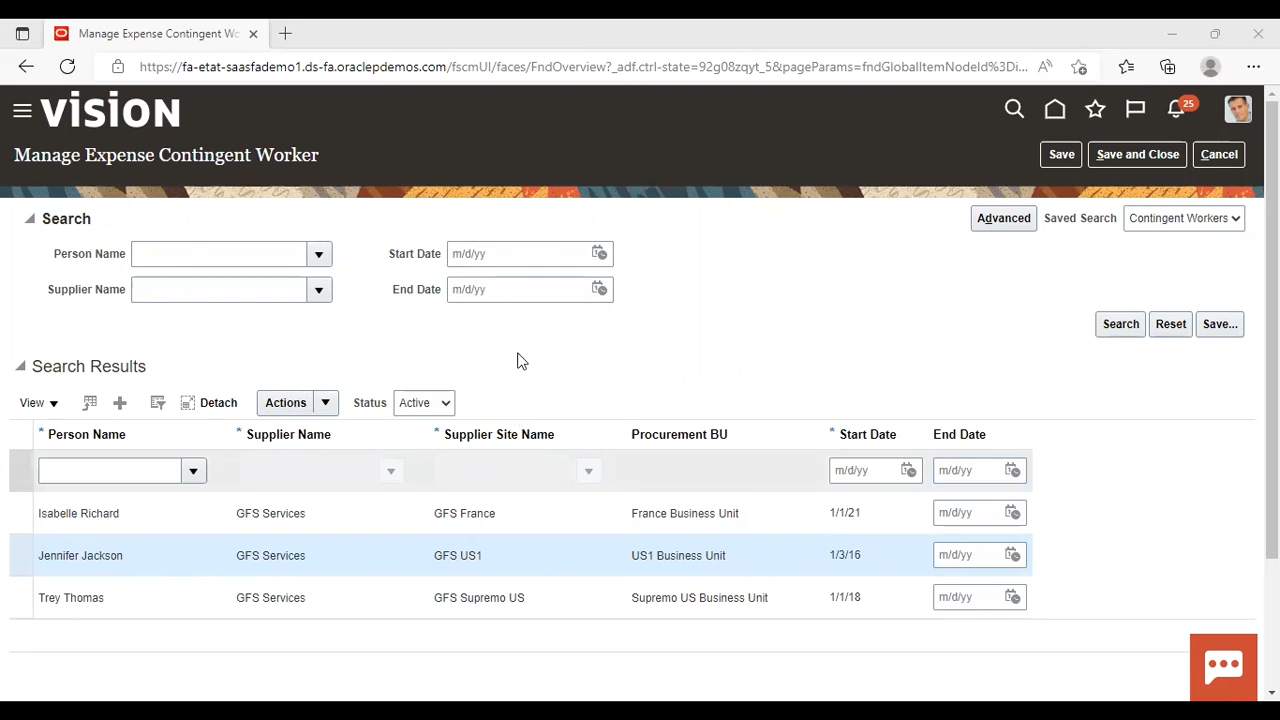 Manage Expense Contingent Wo
https://fa-etat-saasfademo1.ds-fa.oraclepdemos.com/fscmUI/faces/FndOverview?_adf.ctrl-state=92g08zqyt_5&pageParams=fndGlobalItemNodeId%3Di...
VISION
25
Manage Expense Contingent Worker
Save Save and Close Cancel
Search Advanced Saved Search Contingent Workers
Person Name Start Date m/d/yy
Supplier Name End Date m/d/yy
Search Reset Save...
Search Results
View Detach Actions Status Active
* Person Name * Supplier Name * Supplier Site Name Procurement BU * Start Date End Date
m/d/yy m/d/yy
Isabelle Richard GFS Services GFS France France Business Unit 1/1/21 m/d/yy
Jennifer Jackson GFS Services GFS US1 US1 Business Unit 1/3/16 m/d/yy
Trey Thomas GFS Services GFS Supremo US Supremo US Business Unit 1/1/18 m/d/yy